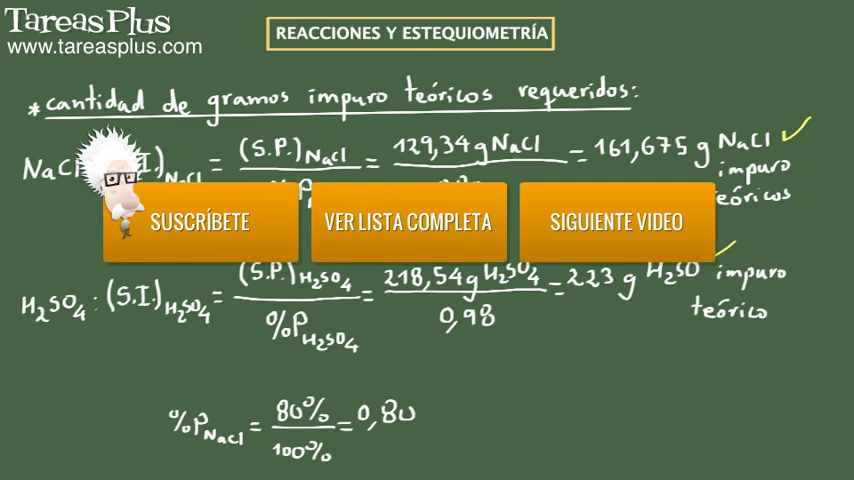 TareasPlus
www.tareasplus.com
REACCIONES Y ESTEQUIOMETRÍA
*cantidad de gramos impuro teóricos requeridos:
NaCl I.)NaCl = (S.P.)NaCl = 129,34 g NaCl = 161,675 g NaCl impuro teóricos
SUSCRÍBETE
VER LISTA COMPLETA
SIGUIENTE VIDEO
H2SO4 : (S.I.)H2SO4 = (S.P.)H2SO4 / %PH2SO4 = 218,54 g H2SO4 / 0,98 = 223 g H2SO impuro teórico
%PNaCl = 80% / 100% = 0,80